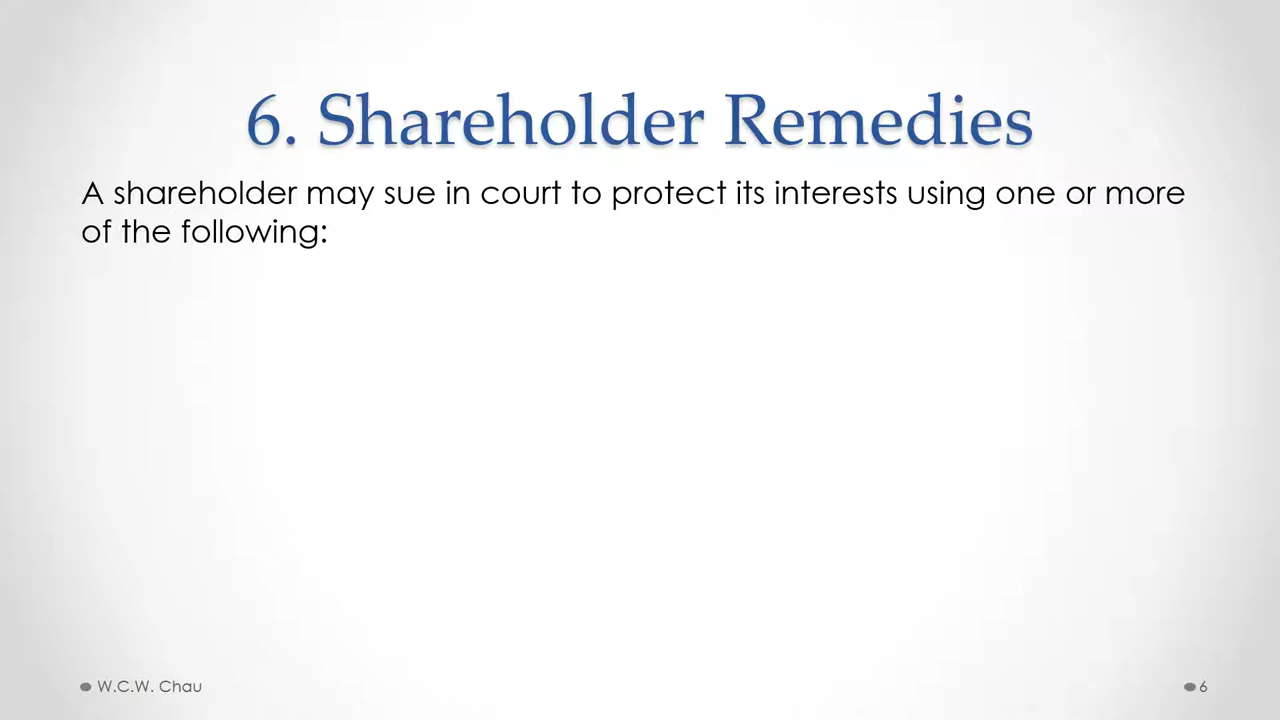 6. Shareholder Remedies
A shareholder may sue in court to protect its interests using one or more
of the following:
W.C.W. Chau
6